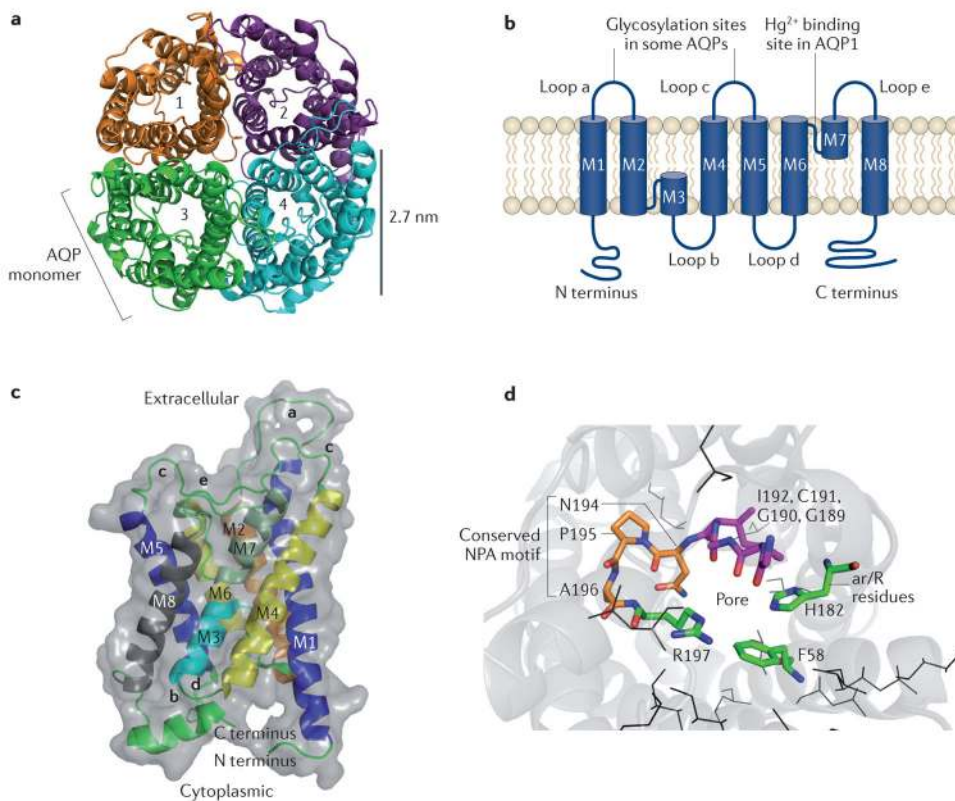 a
1
2
3
4
2.7 nm
AQP
monomer
b
Glycosylation sites
in some AQPs
Hg²⁺ binding
site in AQP1
Loop a
Loop c
Loop e
M1
M2
M3
M4
M5
M6
M7
M8
Loop b
Loop d
N terminus
C terminus
c
Extracellular
a
c
c
e
M2
M7
M5
M6
M8
M4
M3
M1
d
b
C terminus
N terminus
Cytoplasmic
d
N194
I192, C191,
G190, G189
P195
Conserved
NPA motif
A196
Pore
ar/R
residues
H182
R197
F58